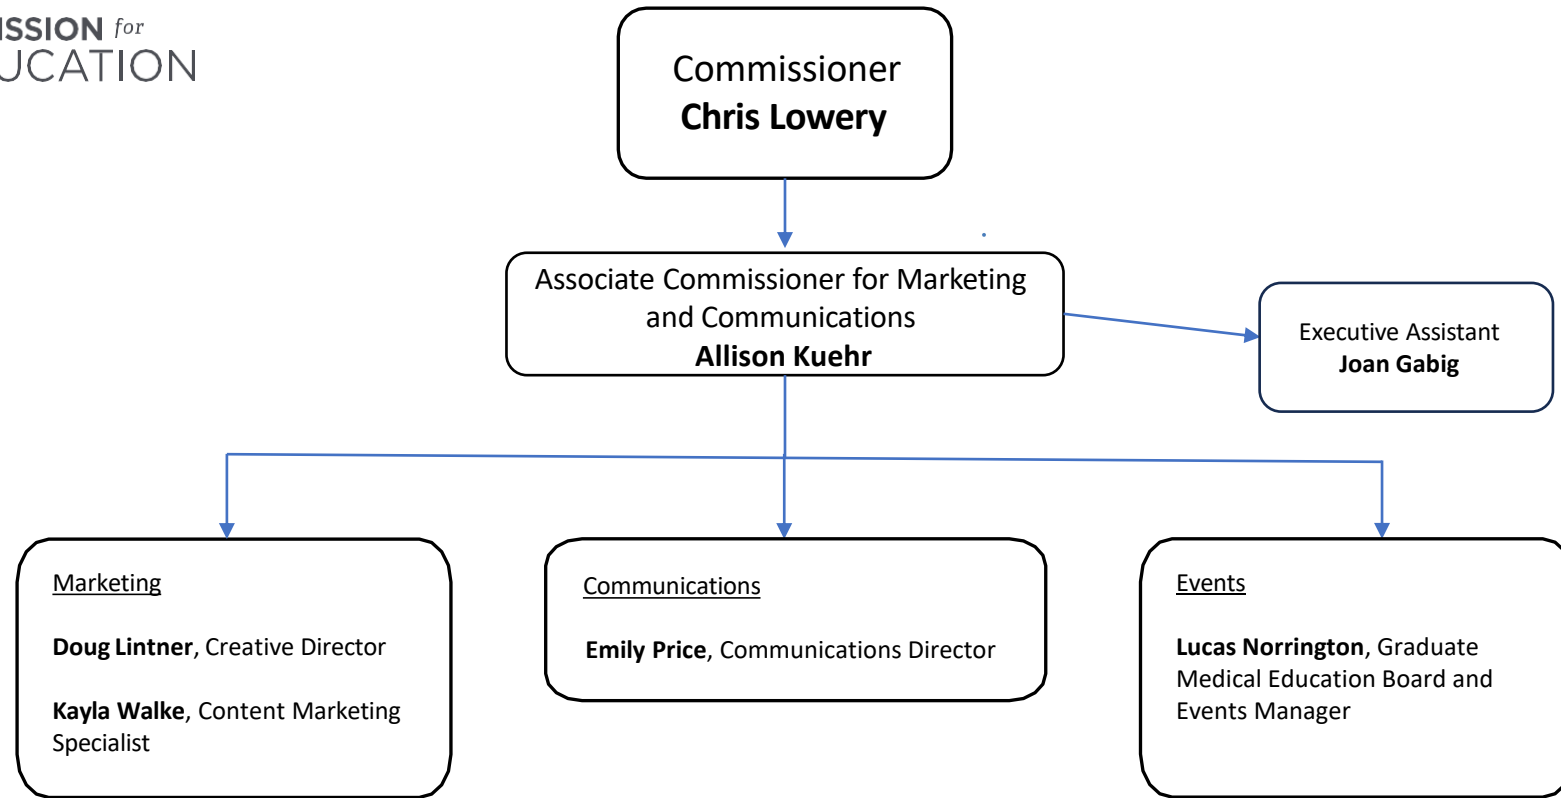 for
UCATION
Commissioner
Chris Lowery
Associate Commissioner for Marketing
and Communications
Allison Kuehr
Executive Assistant
Joan Gabig
Marketing
Doug Lintner, Creative Director
Kayla Walke, Content Marketing
Specialist
Communications
Emily Price, Communications Director
Events
Lucas Norrington, Graduate
Medical Education Board and
Events Manager